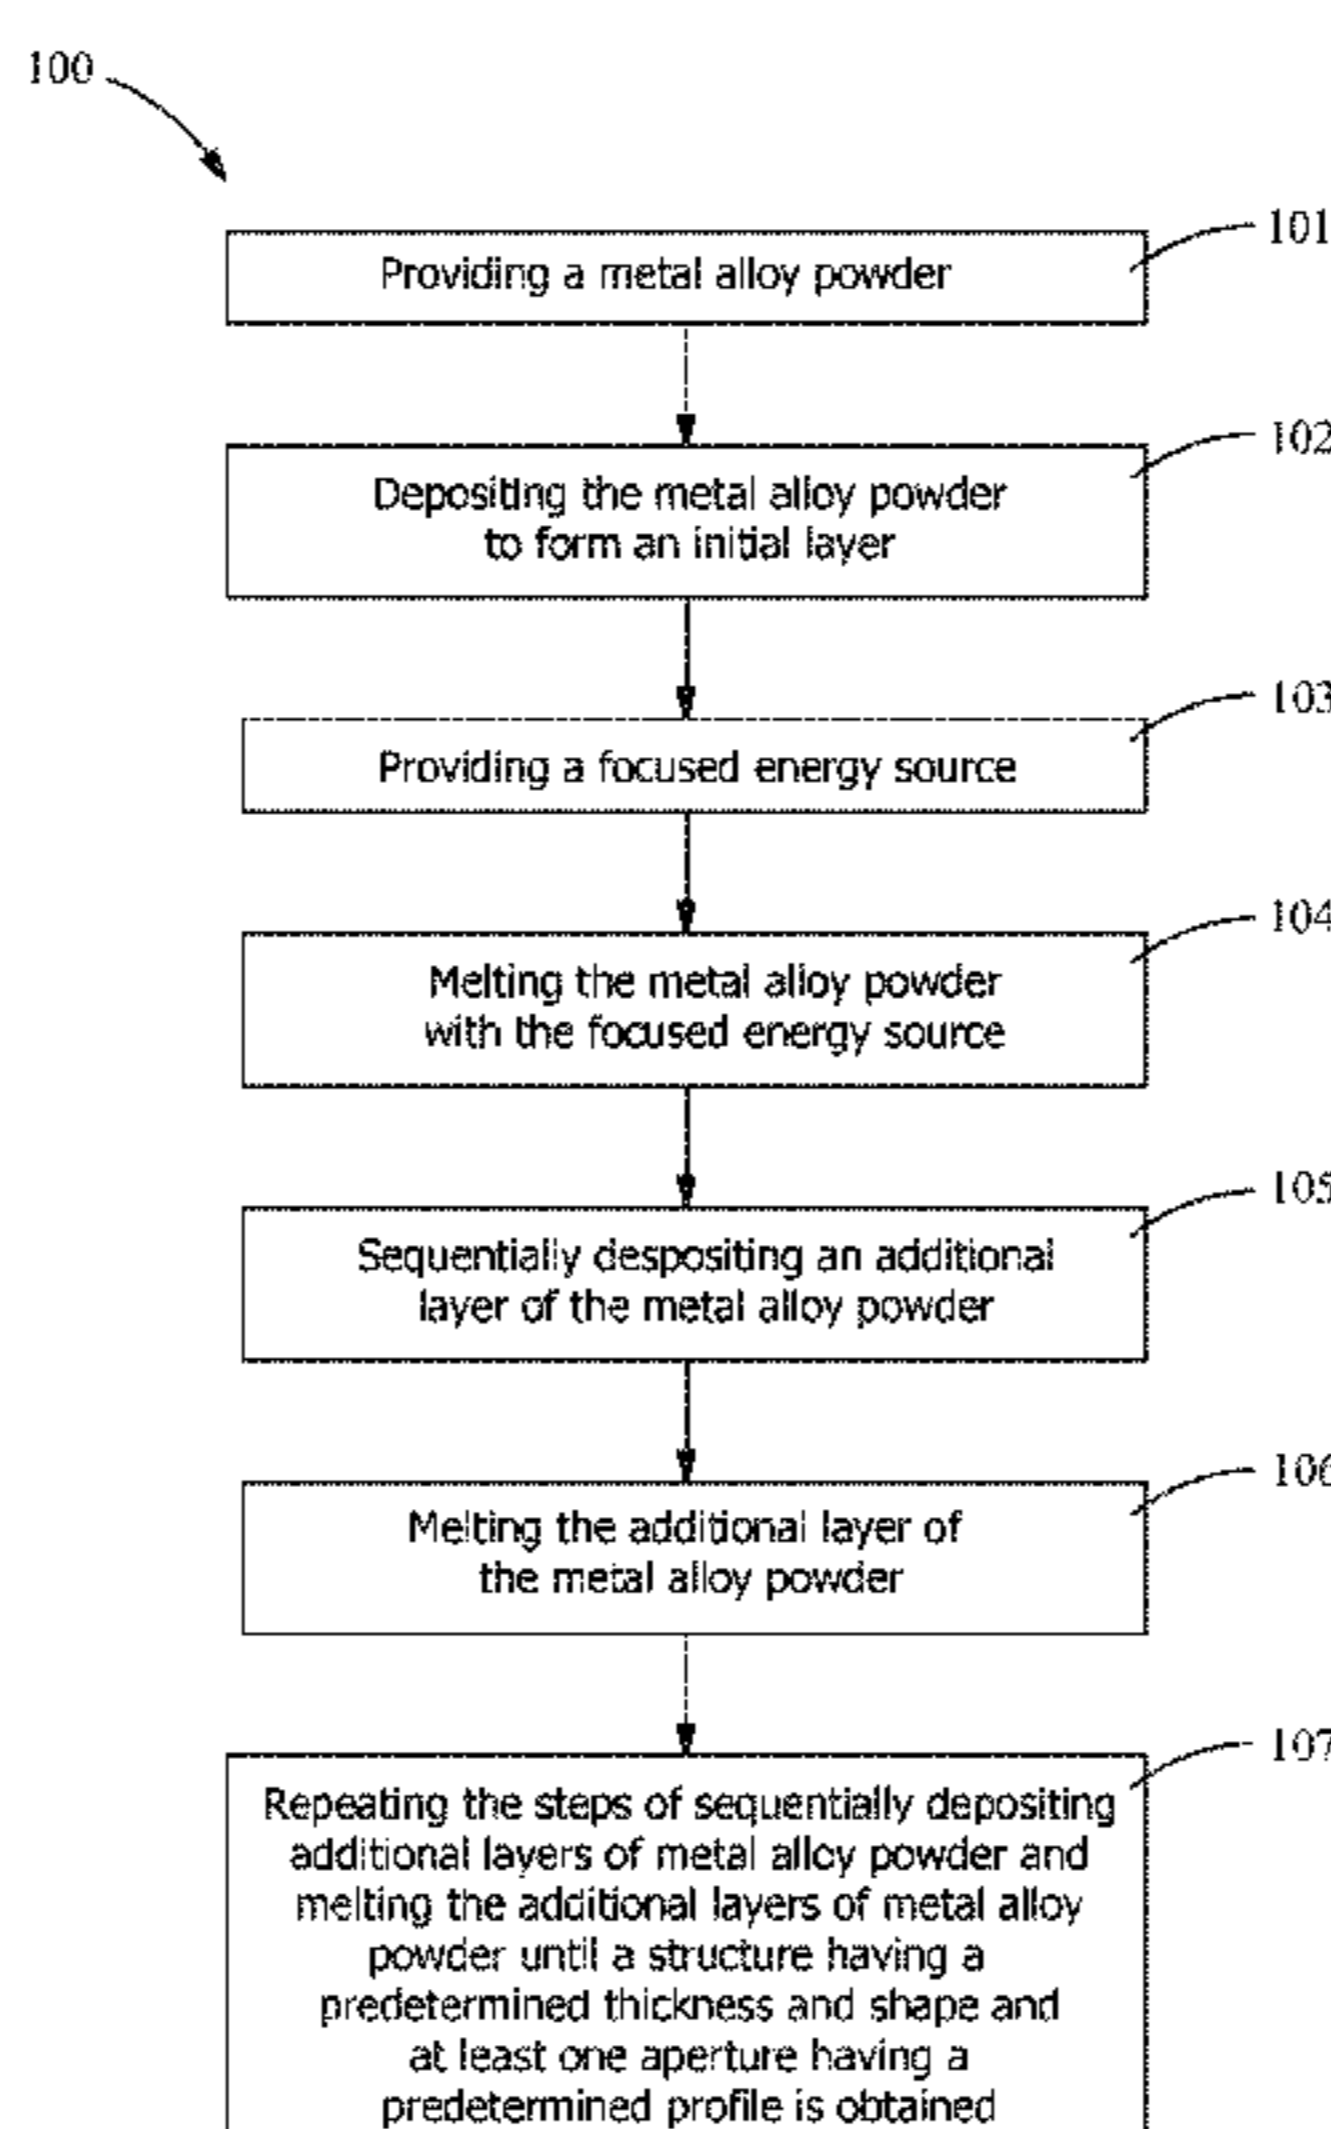 100
101
Providing a metal alloy powder
102
Depositing the metal alloy powder
to form an initial layer
103
Providing a focused energy source
104
Melting the metal alloy powder
with the focused energy source
105
Sequentially despositing an additional
layer of the metal alloy powder
106
Melting the additional layer of
the metal alloy powder
107
Repeating the steps of sequentially depositing
additional layers of metal alloy powder and
melting the additional layers of metal alloy
powder until a structure having a
predetermined thickness and shape and
at least one aperture having a
predetermined profile is obtained